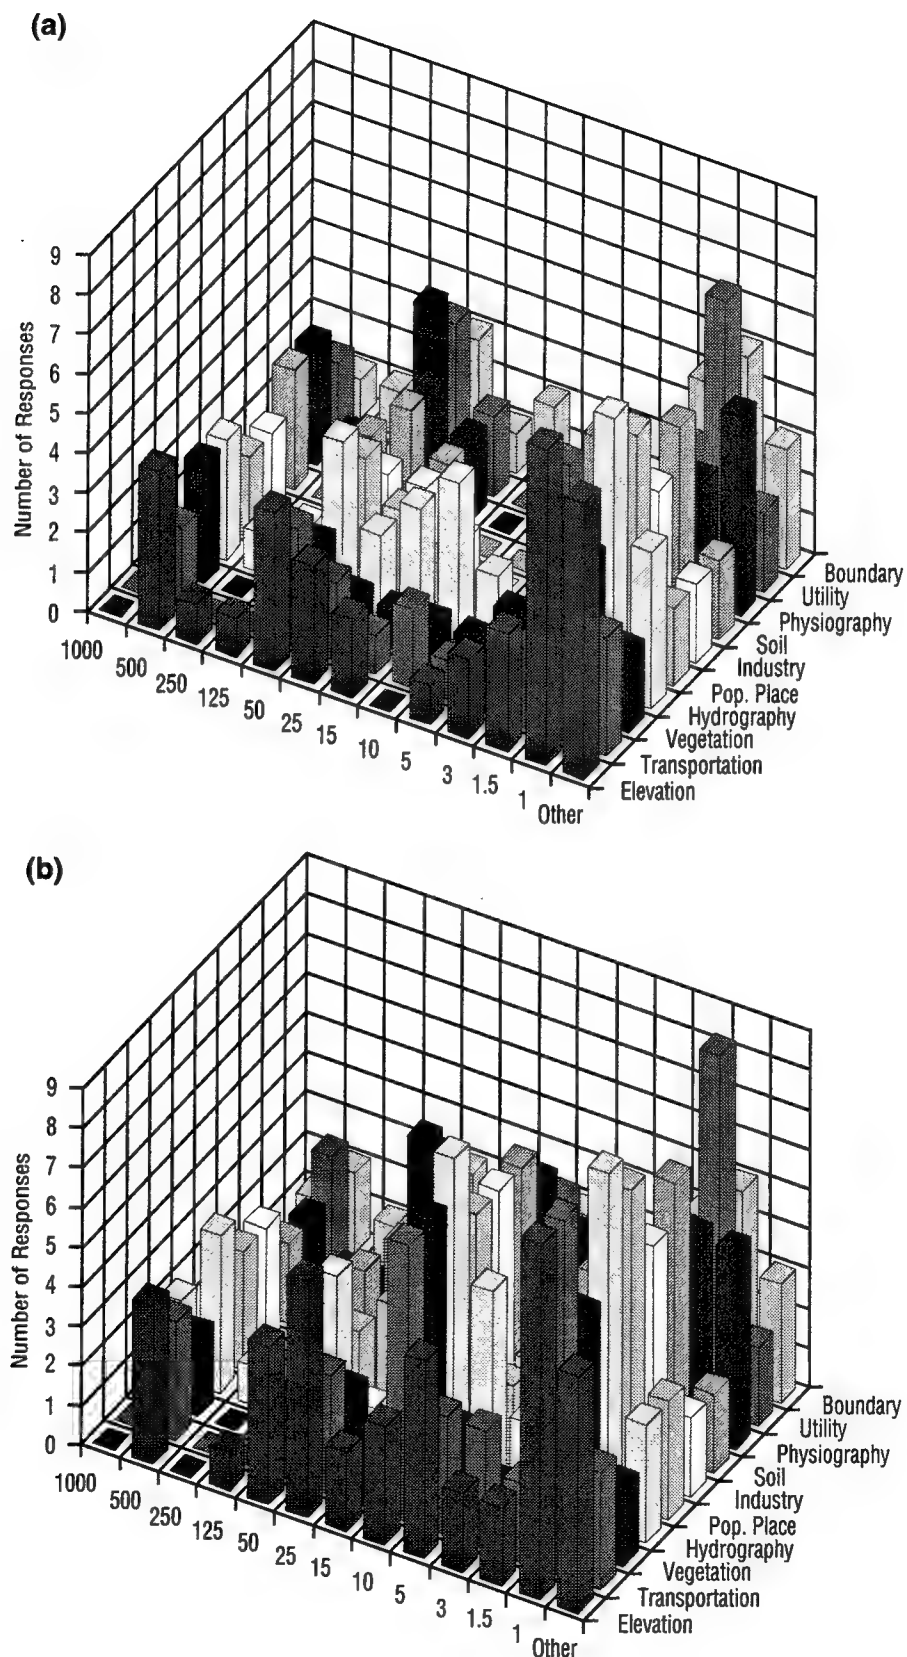 (a)
Number of Responses
9
8
7
6
5
4
3
2
1
0
1000
500
250
125
50
25
15
10
5
3
1.5
1
Other
Boundary
Utility
Physiography
Soil
Industry
Pop. Place
Hydrography
Vegetation
Transportation
Elevation
(b)
Number of Responses
9
8
7
6
5
4
3
2
1
0
1000
500
250
125
50
25
15
10
5
3
1.5
1
Other
Boundary
Utility
Physiography
Soil
Industry
Pop. Place
Hydrography
Vegetation
Transportation
Elevation